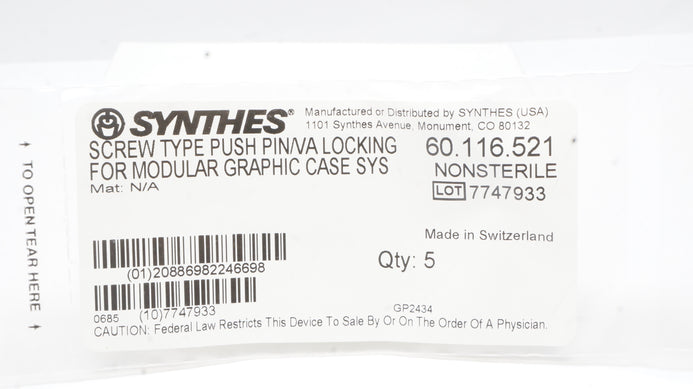 SYNTHES®
Manufactured or Distributed by SYNTHES (USA)
1101 Synthes Avenue, Monument, CO 80132
SCREW TYPE PUSH PIN/VA LOCKING
FOR MODULAR GRAPHIC CASE SYS
Mat: N/A
60.116.521
NONSTERILE
LOT 7747933
Made in Switzerland
Qty: 5
(01)20886982246698
(10)7747933
0685
GP2434
CAUTION: Federal Law Restricts This Device To Sale By Or On The Order Of A Physician.
TO OPEN TEAR HERE